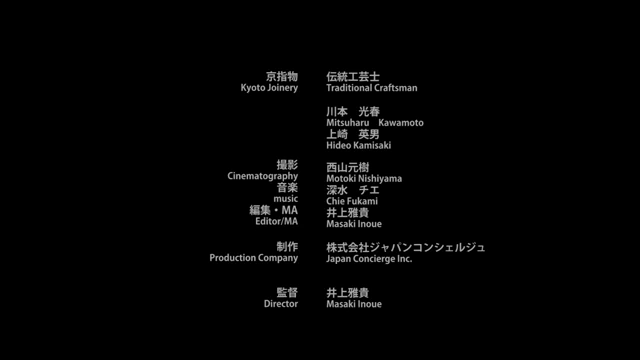 京指物 伝統工芸士
Kyoto Joinery Traditional Craftsman
川本　光春
Mitsuharu　Kawamoto
上崎　英男
Hideo Kamisaki
撮影 西山元樹
Cinematography Motoki Nishiyama
音楽 深水　チエ
music Chie Fukami
編集・MA 井上雅貴
Editor/MA Masaki Inoue
制作 株式会社ジャパンコンシェルジュ
Production Company Japan Concierge Inc.
監督 井上雅貴
Director Masaki Inoue